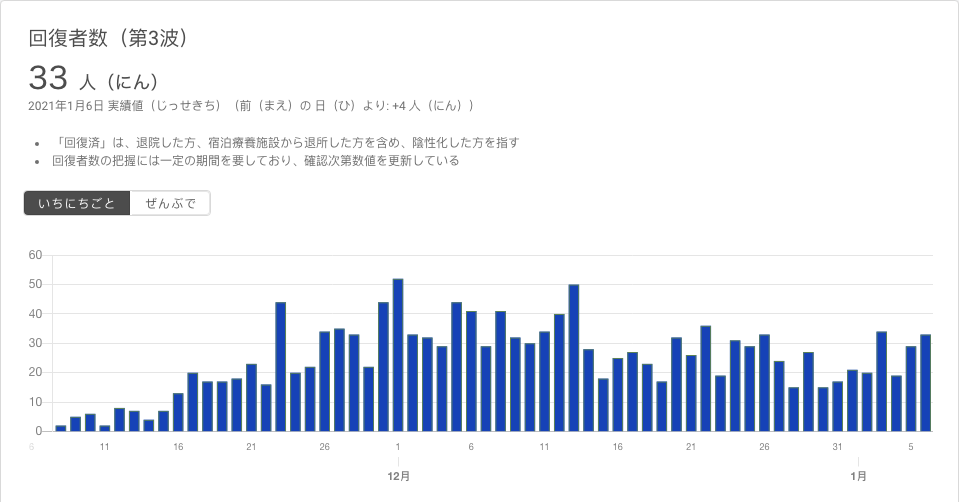 回復者数（第3波）
33 人（にん）
2021年1月6日 実績値（じっせきち）（前（まえ）の 日（ひ）より: +4 人（にん））
• 「回復済」は、退院した方、宿泊療養施設から退所した方を含め、陰性化した方を指す
• 回復者数の把握には一定の期間を要しており、確認次第数値を更新している
いちにちごと ぜんぶで
60
50
40
30
20
10
0
6 11 16 21 26 1 6 11 16 21 26 31 5
12月 1月